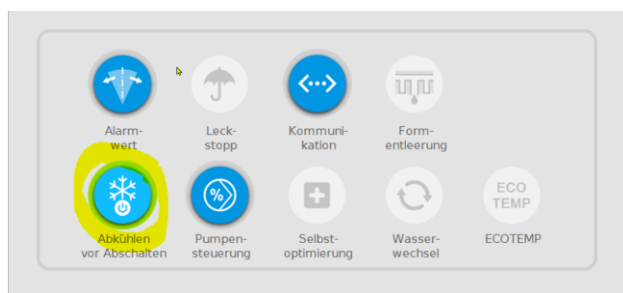 Alarm-
wert
Leck-
stopp
Kommuni-
kation
Form-
entleerung
%
Abkühlen
vor Abschalten
Pumpen-
steuerung
Selbst-
optimierung
Wasser-
wechsel
ECO
TEMP
ECOTEMP